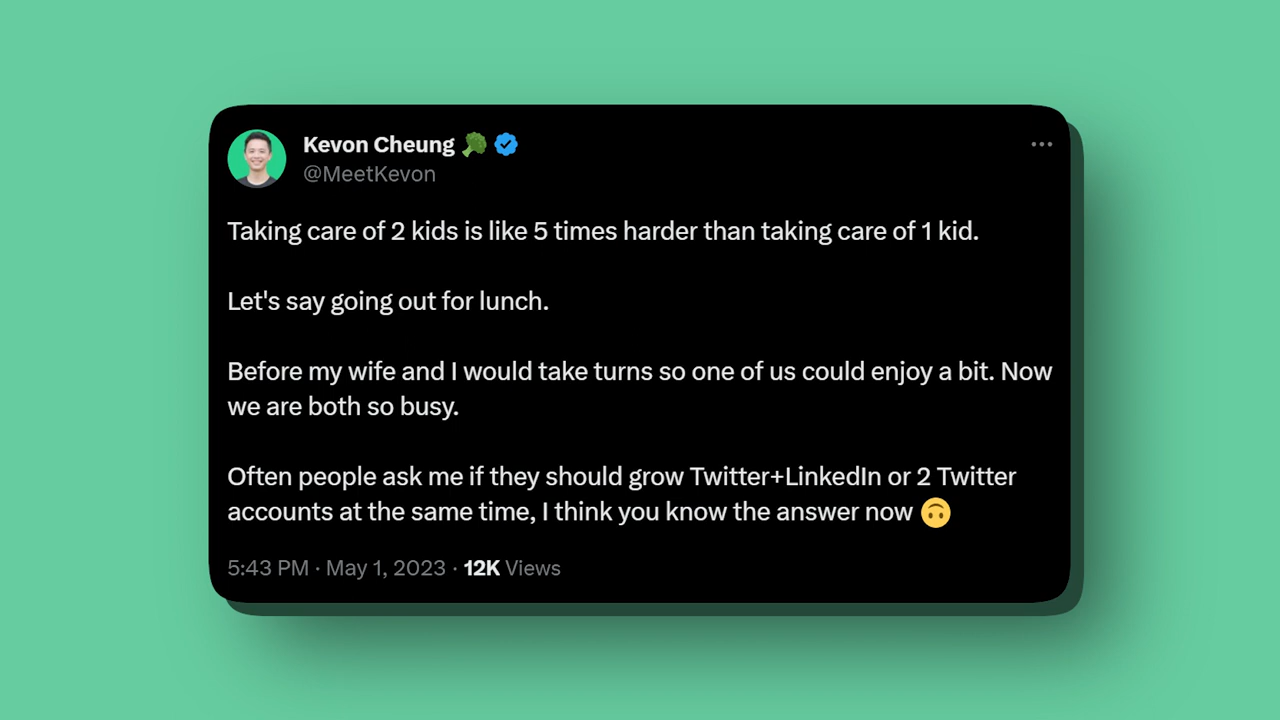 Kevon Cheung 🥦
@MeetKevon
Taking care of 2 kids is like 5 times harder than taking care of 1 kid.
Let's say going out for lunch.
Before my wife and I would take turns so one of us could enjoy a bit. Now
we are both so busy.
Often people ask me if they should grow Twitter+LinkedIn or 2 Twitter
accounts at the same time, I think you know the answer now 🙃
5:43 PM · May 1, 2023 · 12K Views